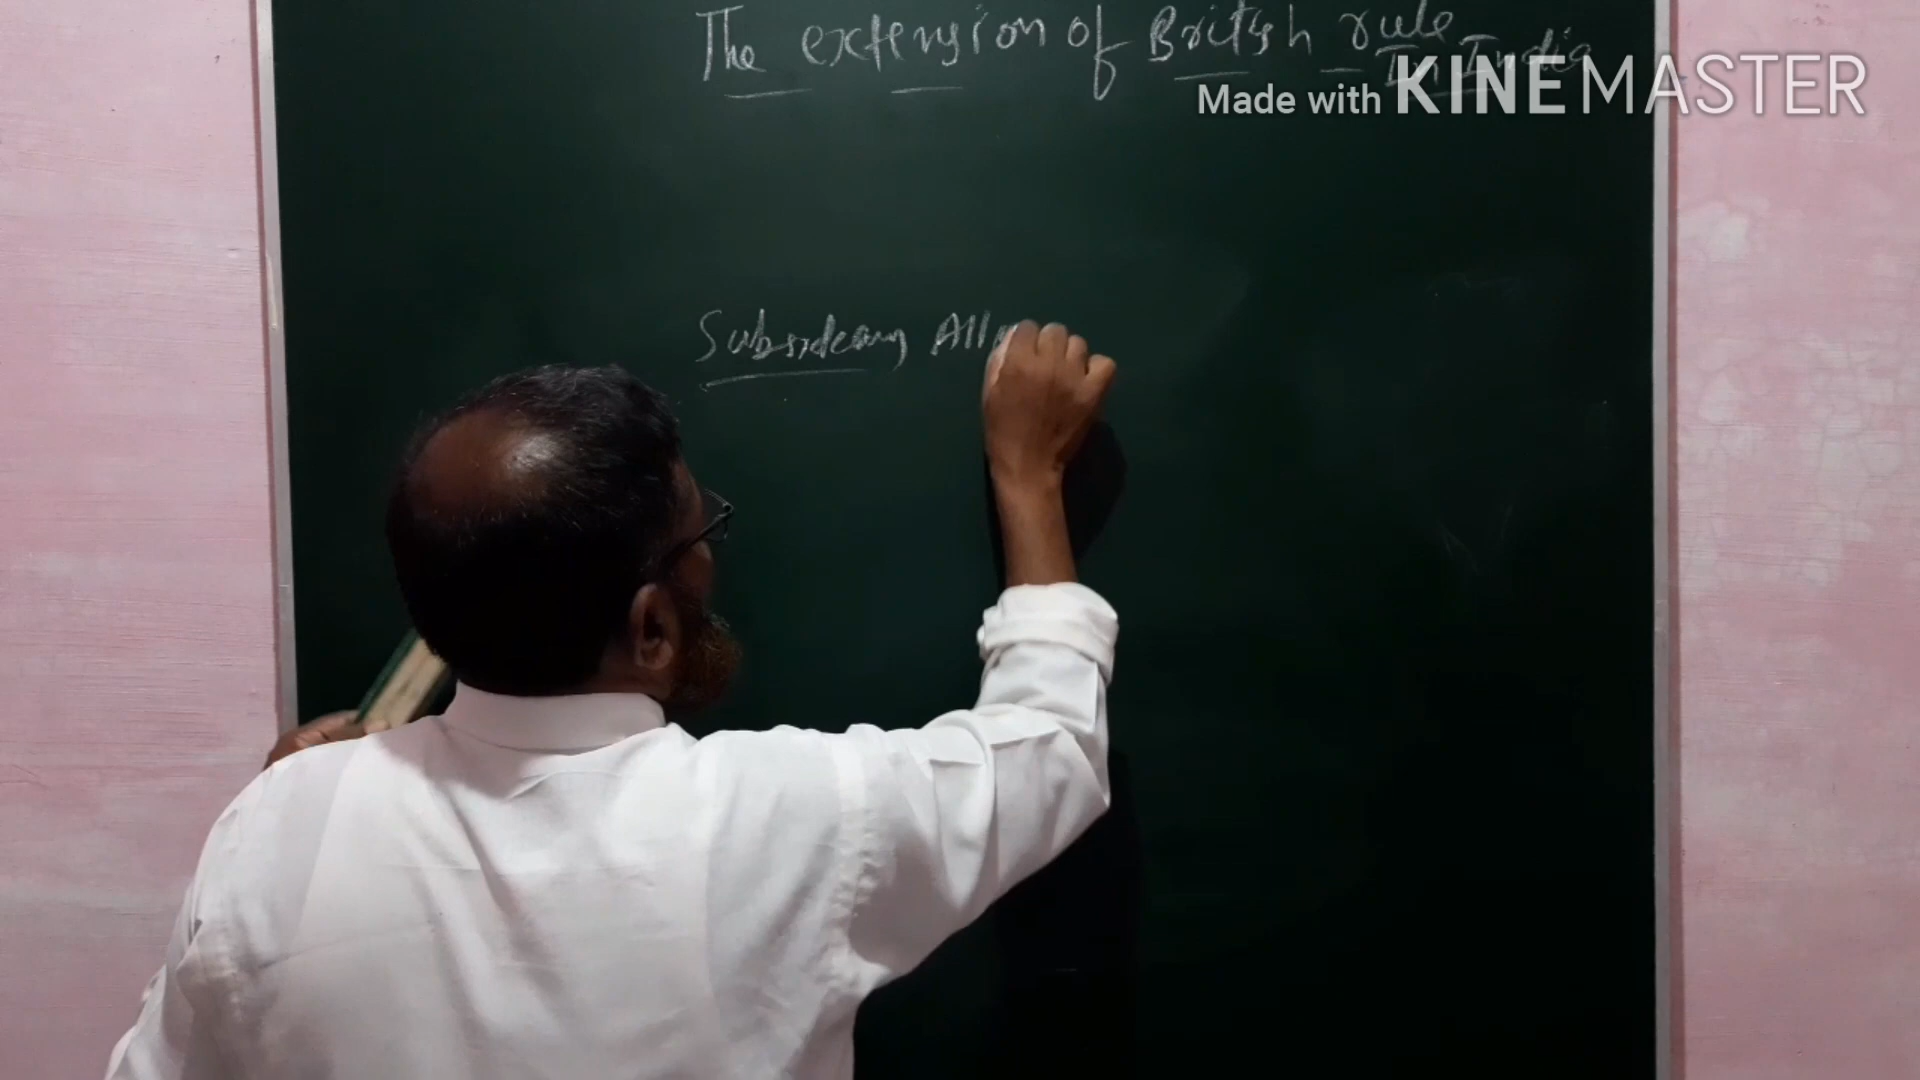 The extension of British rule
In India
Made with KINEMASTER
Subsideary All